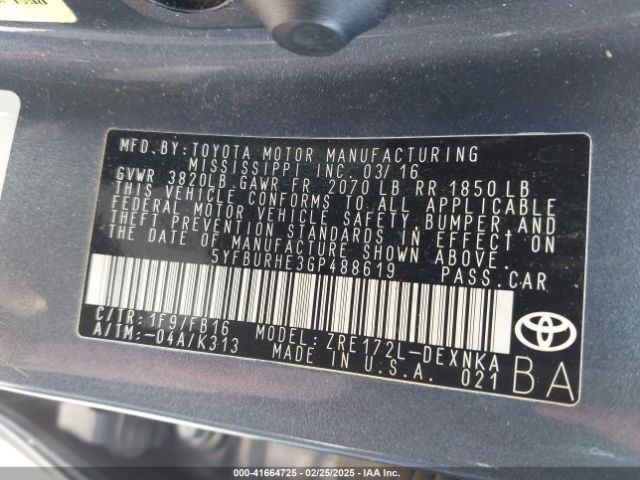 MFD.BY: TOYOTA MOTOR MANUFACTURING
MISSISSIPPI INC. 03/16
GVWR 3820LB GAWR FR 2070 LB RR 1850 LB
THIS VEHICLE CONFORMS TO ALL APPLICABLE
FEDERAL MOTOR VEHICLE SAFETY,BUMPER,AND
THEFT PREVENTION STANDARDS IN EFFECT ON
THE DATE OF MANUFACTURE SHOWN ABOVE.
5YFBURHE3GP488619 PASS.CAR
C/TR: 1F9/FB16 MODEL: ZRE172L-DEXNKA
A/TM:-04A/K313 MADE IN U.S.A. 021
BA
000-41664725 - 02/25/2025 - IAA Inc.